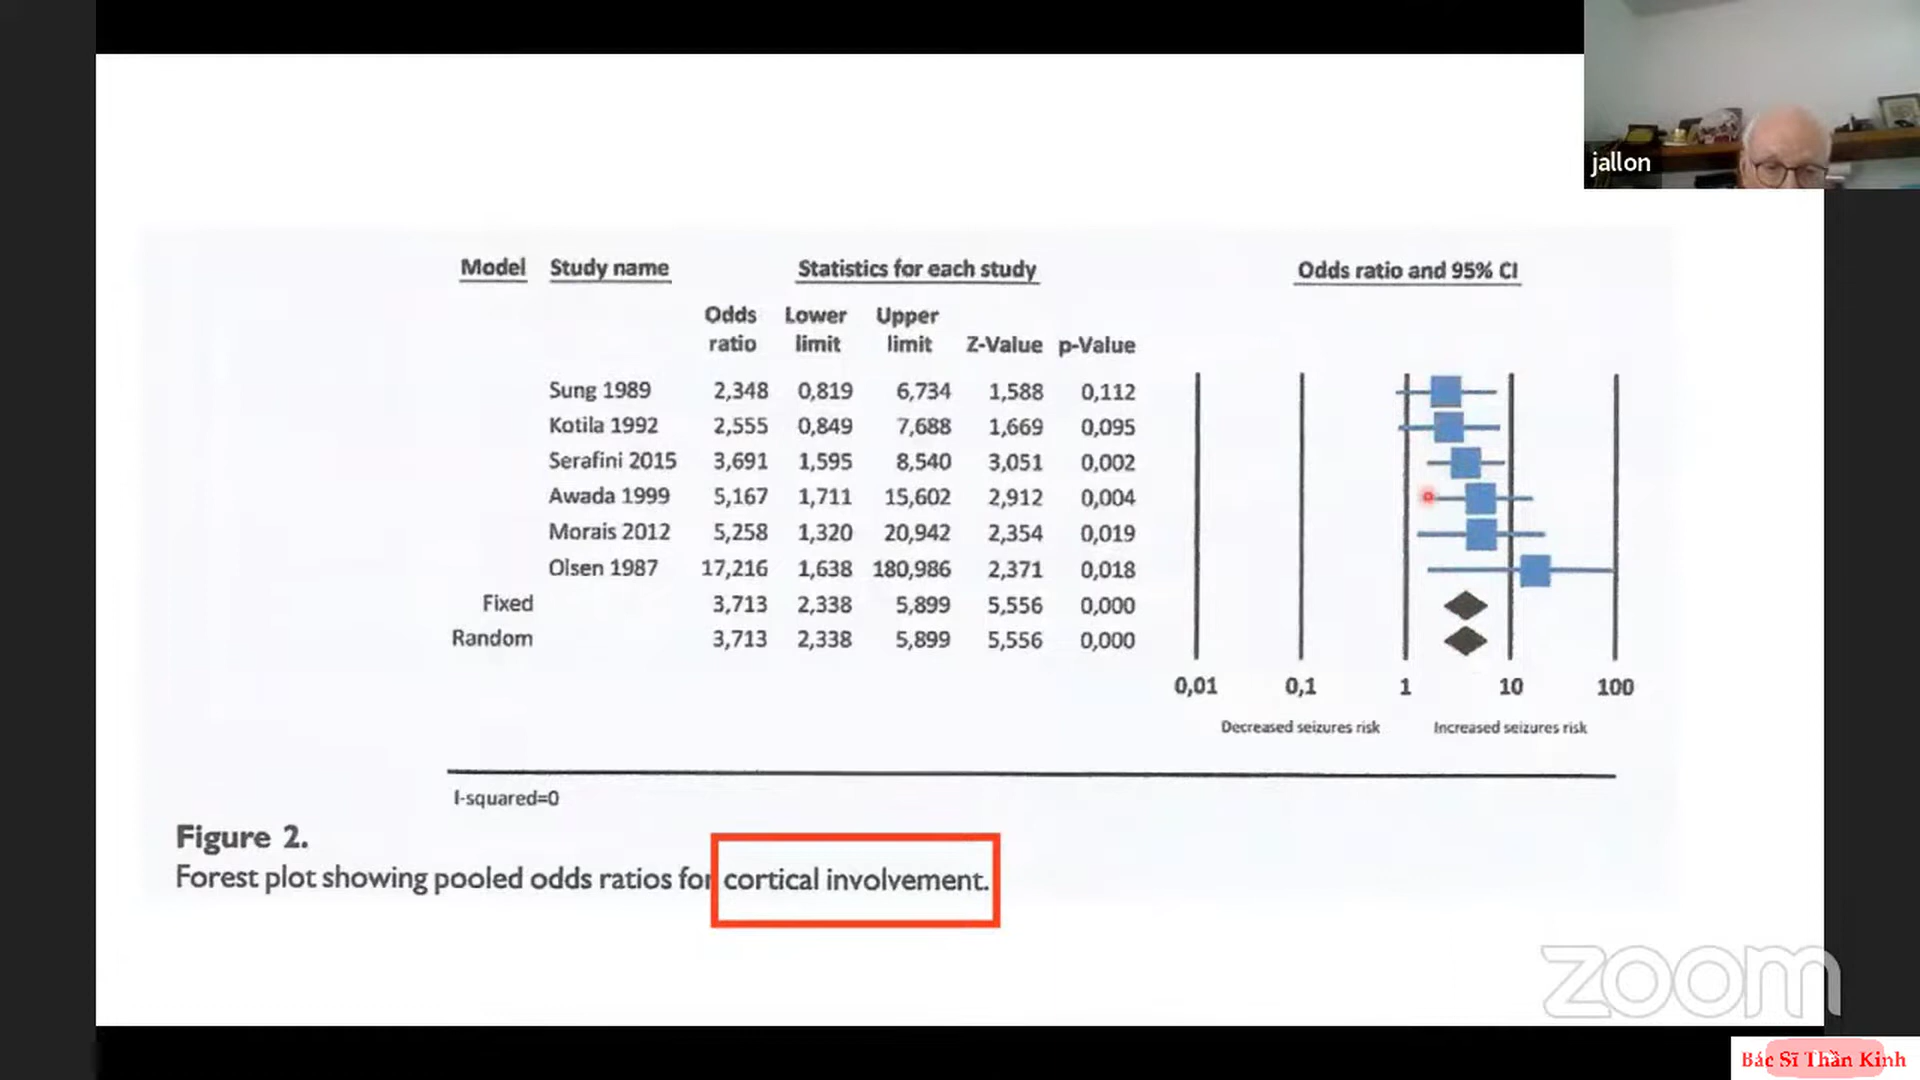 jallon
Model Study name Statistics for each study Odds ratio and 95% CI
Odds Lower Upper
ratio limit limit Z-Value p-Value
Sung 1989 2,348 0,819 6,734 1,588 0,112
Kotila 1992 2,555 0,849 7,688 1,669 0,095
Serafini 2015 3,691 1,595 8,540 3,051 0,002
Awada 1999 5,167 1,711 15,602 2,912 0,004
Morais 2012 5,258 1,320 20,942 2,354 0,019
Olsen 1987 17,216 1,638 180,986 2,371 0,018
Fixed 3,713 2,338 5,899 5,556 0,000
Random 3,713 2,338 5,899 5,556 0,000
0,01 0,1 1 10 100
Decreased seizures risk Increased seizures risk
I-squared=0
Figure 2.
Forest plot showing pooled odds ratios for cortical involvement.
zoom
Bác Sĩ Thần Kinh